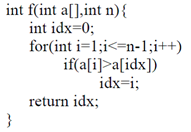 int f(int a[],int n){
int idx=0;
for(int i=1;i<=n-1;i++)
if(a[i]>a[idx])
idx=i;
return idx;
}